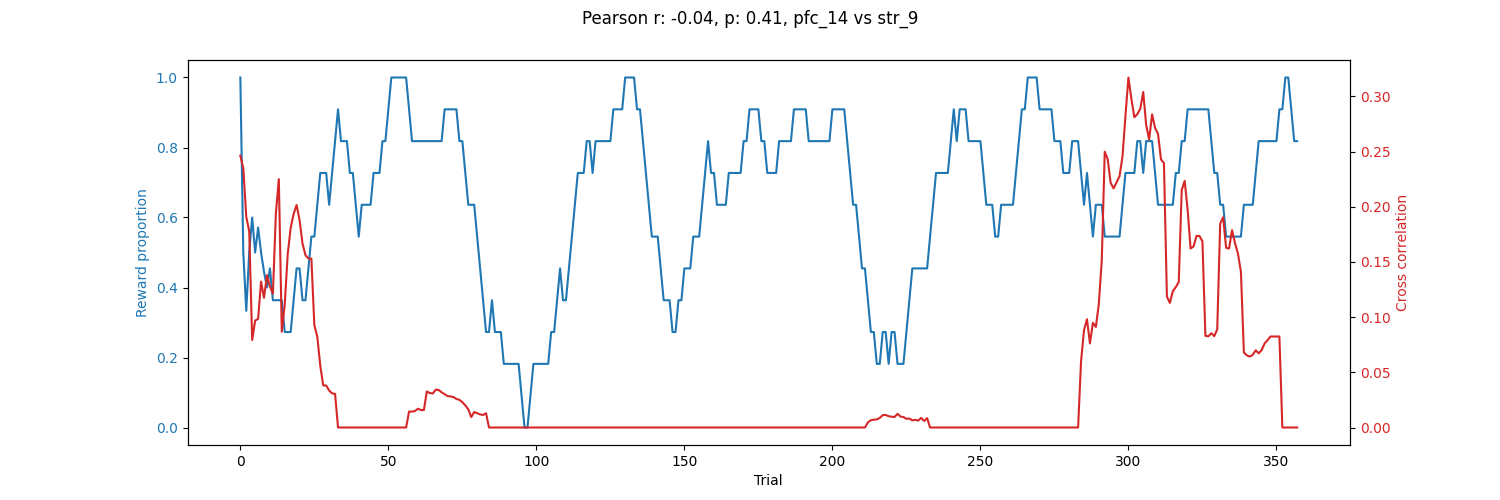 Pearson r: -0.04, p: 0.41, pfc_14 vs str_9
1.0
0.8
0.6
0.4
0.2
0.0
Reward proportion
0.30
0.25
0.20
0.15
0.10
0.05
0.00
Cross correlation
0 50 100 150 200 250 300 350
Trial